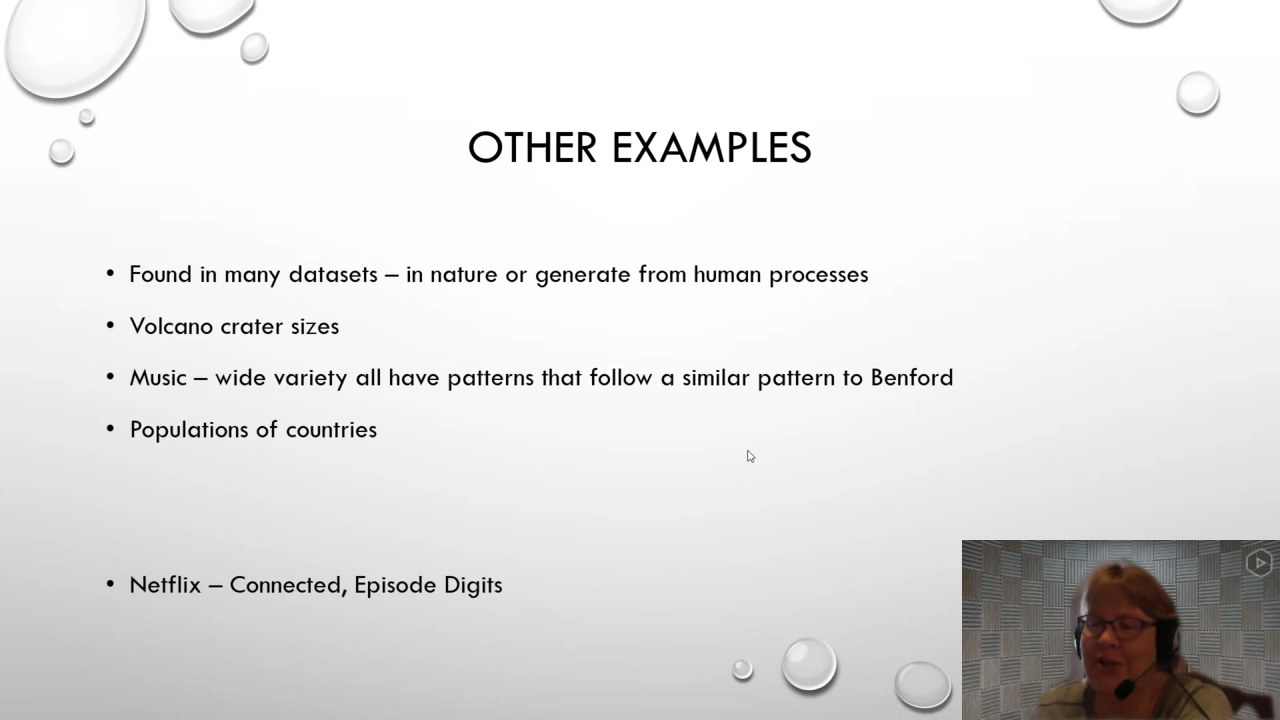 OTHER EXAMPLES
• Found in many datasets – in nature or generate from human processes
• Volcano crater sizes
• Music – wide variety all have patterns that follow a similar pattern to Benford
• Populations of countries
• Netflix – Connected, Episode Digits